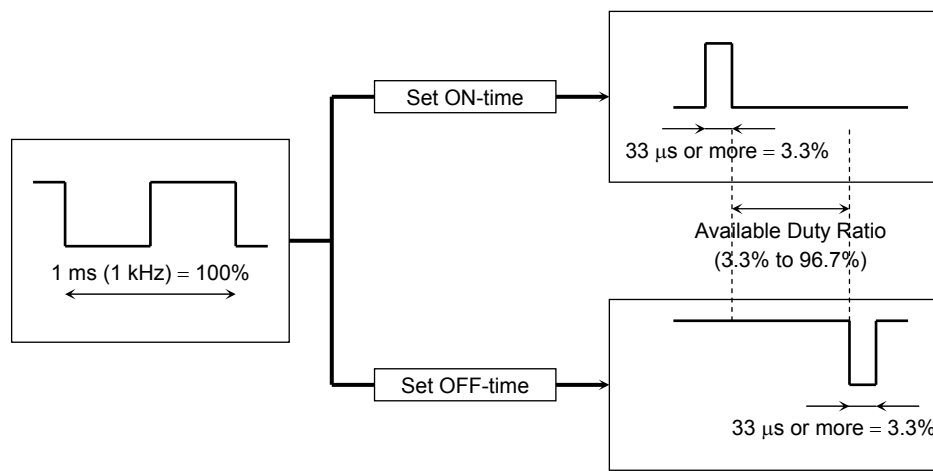 Set ON-time
33 μs or more = 3.3%
1 ms (1 kHz) = 100%
Available Duty Ratio
(3.3% to 96.7%)
Set OFF-time
33 μs or more = 3.3%